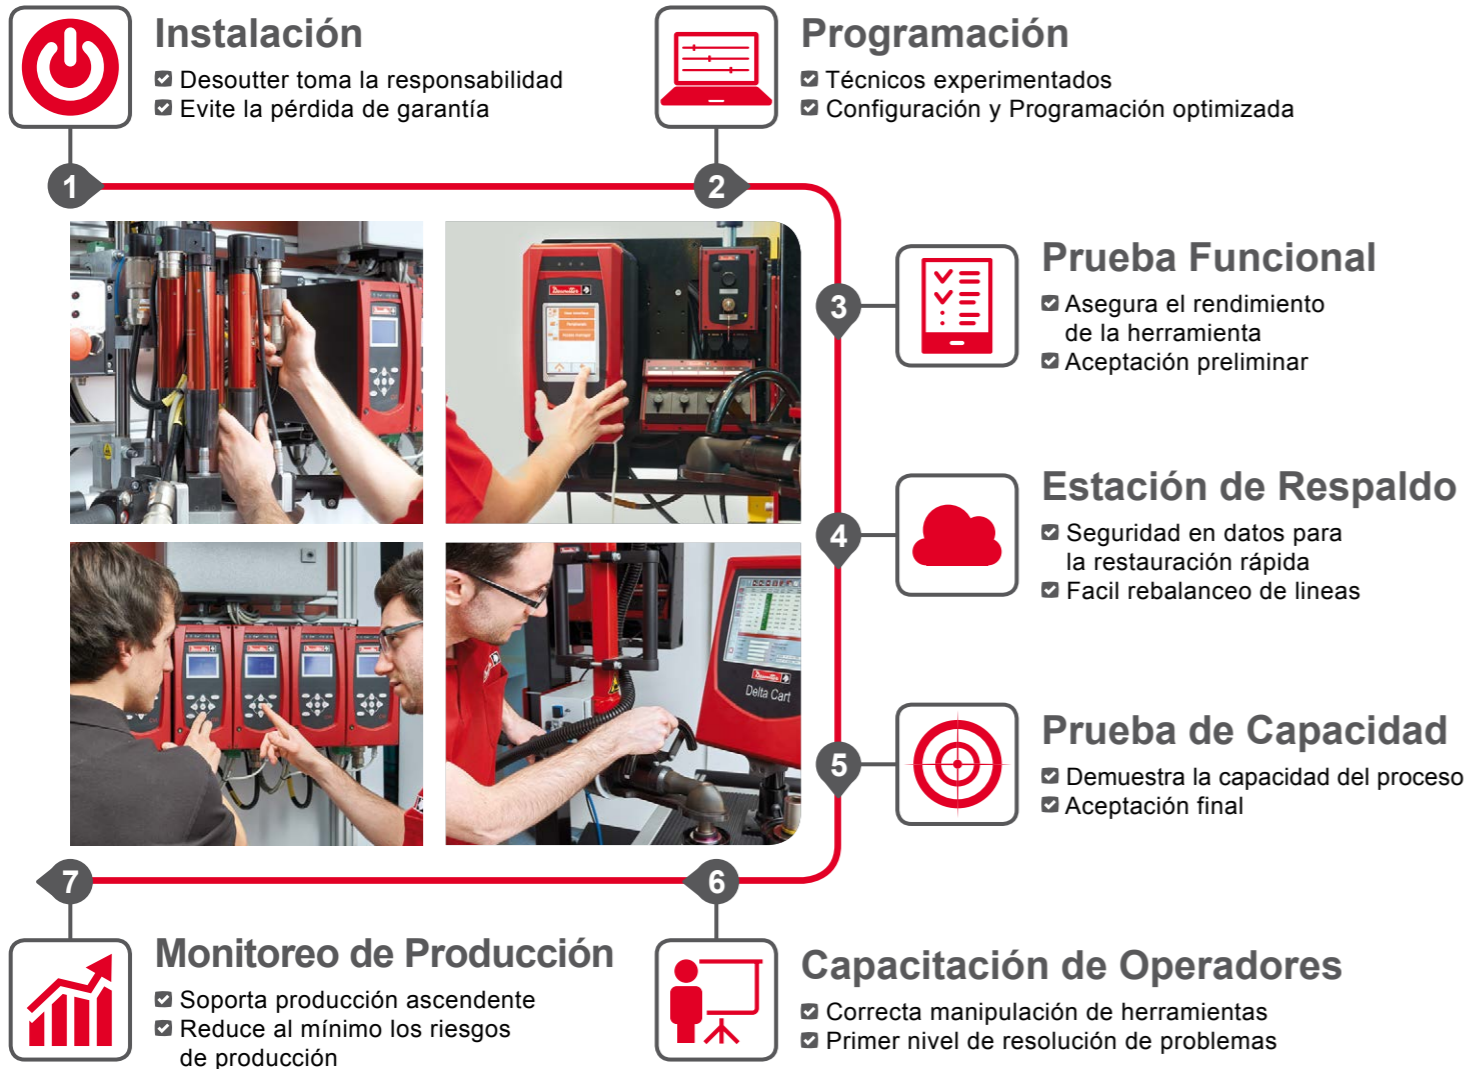 Instalación
Desoutter toma la responsabilidad
Evite la pérdida de garantía
1
Programación
Técnicos experimentados
Configuración y Programación optimizada
2
3
Prueba Funcional
Asegura el rendimiento
de la herramienta
Aceptación preliminar
4
Estación de Respaldo
Seguridad en datos para
la restauración rápida
Facil rebalanceo de lineas
5
Prueba de Capacidad
Demuestra la capacidad del proceso
Aceptación final
Delta Cart
6
Capacitación de Operadores
Correcta manipulación de herramientas
Primer nivel de resolución de problemas
7
Monitoreo de Producción
Soporta producción ascendente
Reduce al mínimo los riesgos
de producción